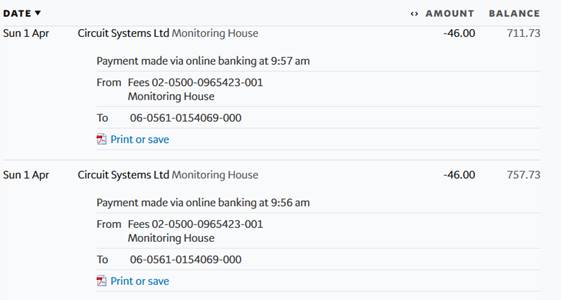 DATE ▼ <> AMOUNT BALANCE
Sun 1 Apr Circuit Systems Ltd Monitoring House -46.00 711.73
Payment made via online banking at 9:57 am
From Fees 02-0500-0965423-001
Monitoring House
To 06-0561-0154069-000
Print or save
Sun 1 Apr Circuit Systems Ltd Monitoring House -46.00 757.73
Payment made via online banking at 9:56 am
From Fees 02-0500-0965423-001
Monitoring House
To 06-0561-0154069-000
Print or save